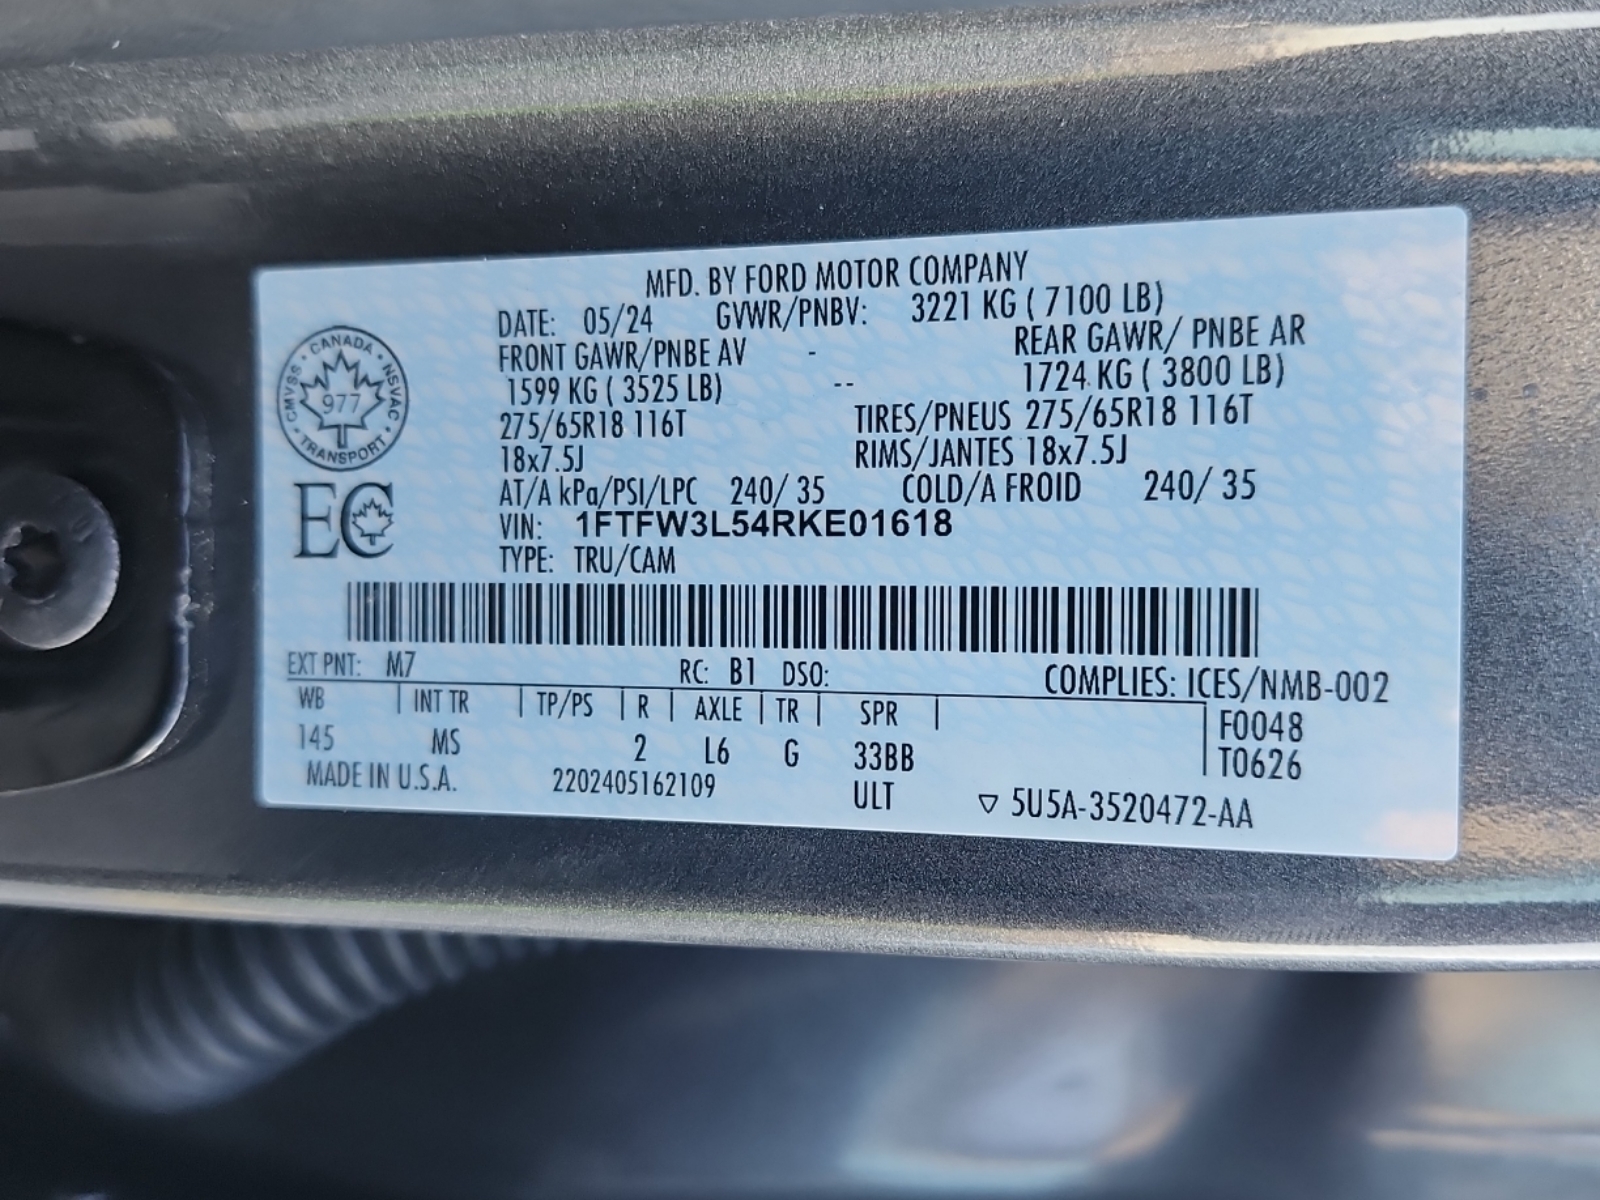 MFD. BY FORD MOTOR COMPANY
DATE: 05/24 GVWR/PNBV: 3221 KG ( 7100 LB)
FRONT GAWR/PNBE AV - REAR GAWR/ PNBE AR
1599 KG ( 3525 LB) -- 1724 KG ( 3800 LB)
275/65R18 116T TIRES/PNEUS 275/65R18 116T
18x7.5J RIMS/JANTES 18x7.5J
AT/A kPa/PSI/LPC 240/ 35 COLD/A FROID 240/ 35
VIN: 1FTFW3L54RKE01618
TYPE: TRU/CAM
CANADA
CMVSS 977 NSVAC
TRANSPORT
EC
EXT PNT: M7 RC: B1 DSO: COMPLIES: ICES/NMB-002
WB | INT TR | TP/PS | R | AXLE | TR | SPR | F0048
145 MS 2 L6 G 33BB T0626
MADE IN U.S.A. 2202405162109 ULT ▽ 5U5A-3520472-AA